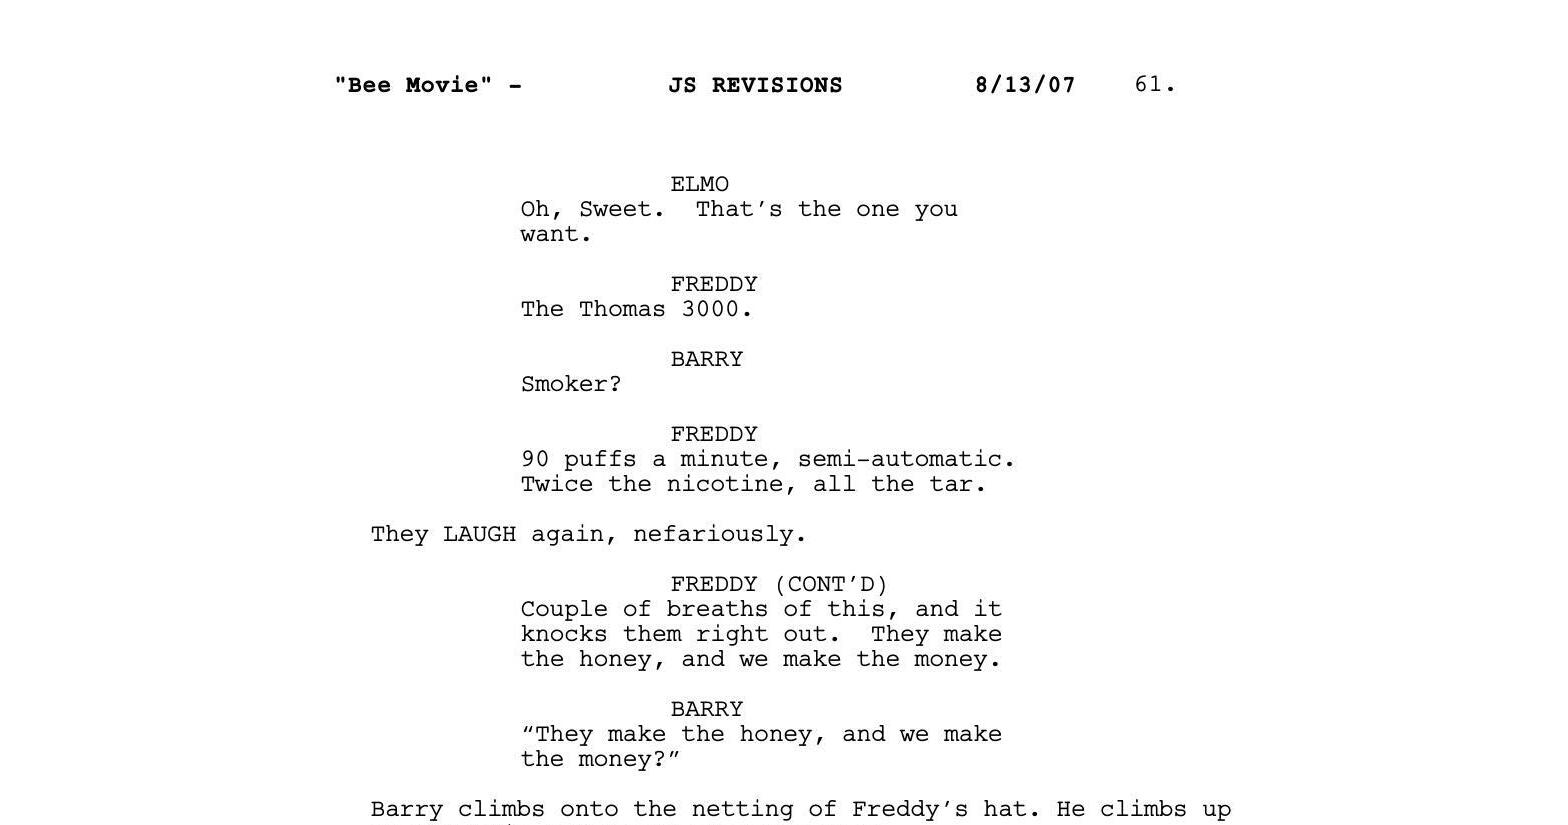 "Bee Movie" - JS REVISIONS 8/13/07 61.
ELMO
Oh, Sweet.  That's the one you
want.
FREDDY
The Thomas 3000.
BARRY
Smoker?
FREDDY
90 puffs a minute, semi-automatic.
Twice the nicotine, all the tar.
They LAUGH again, nefariously.
FREDDY (CONT'D)
Couple of breaths of this, and it
knocks them right out.  They make
the honey, and we make the money.
BARRY
“They make the honey, and we make
the money?”
Barry climbs onto the netting of Freddy's hat. He climbs up